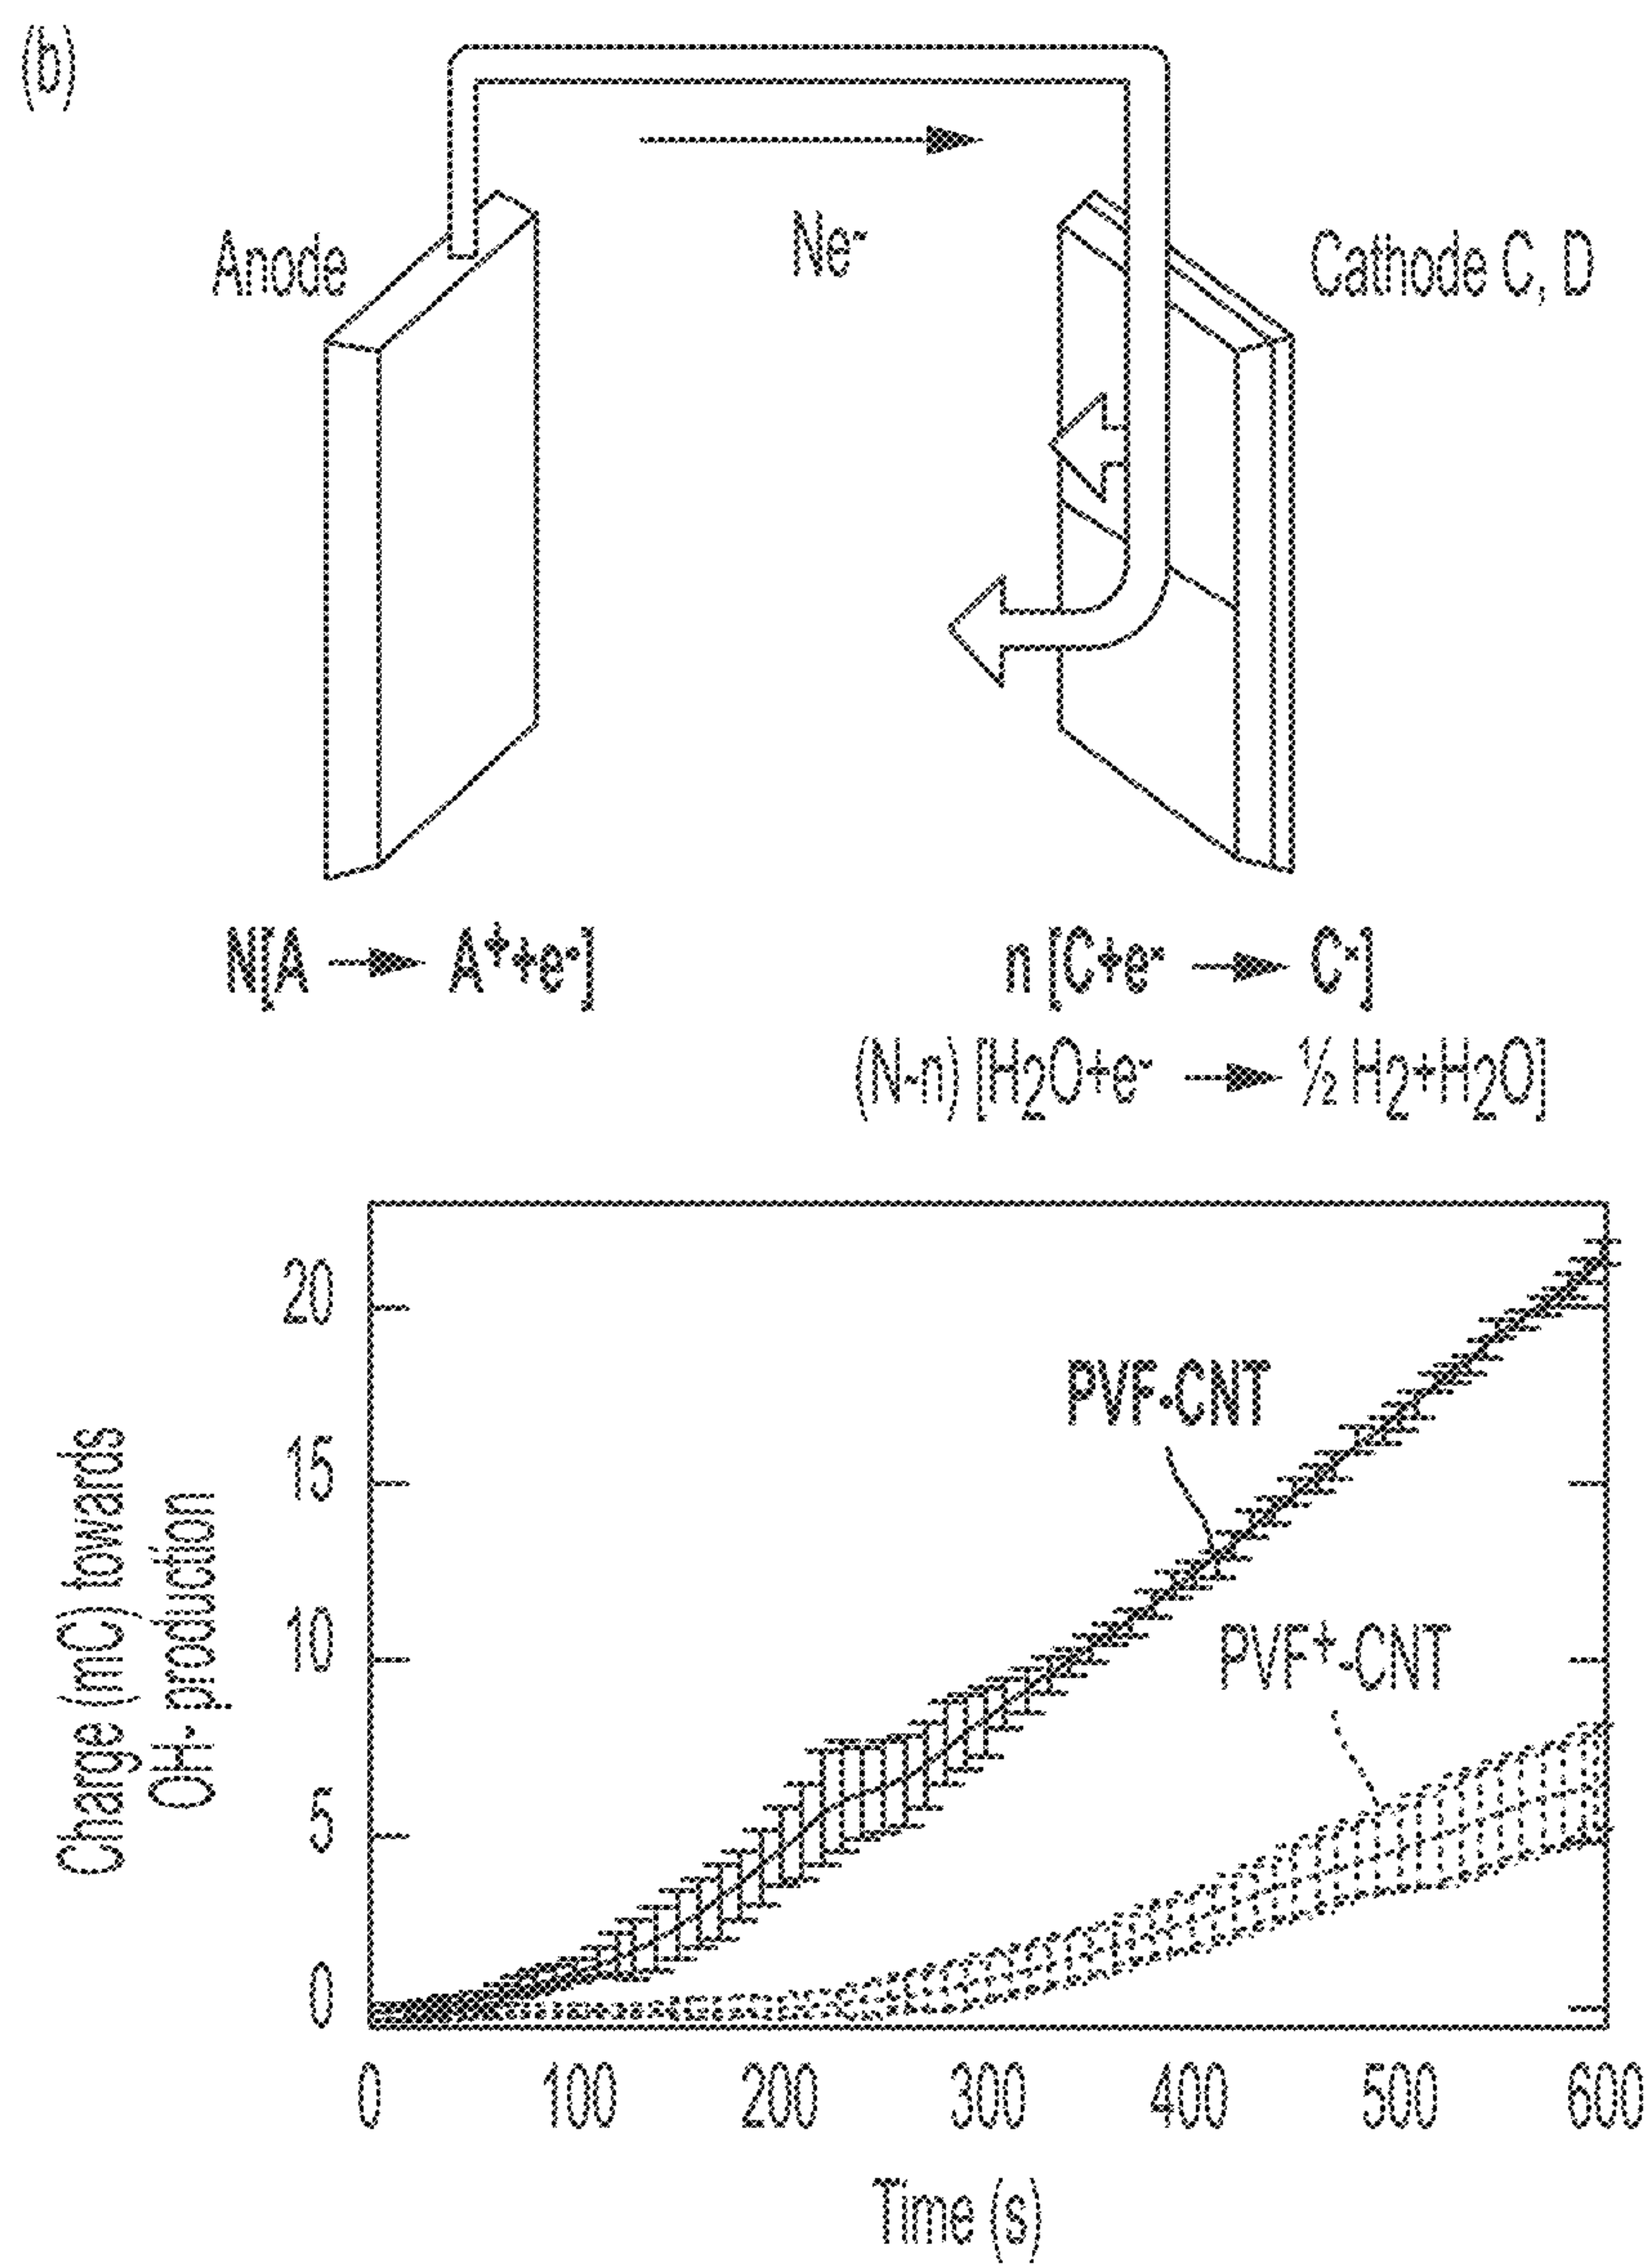 (b)
Anode
Ne⁻
Cathode C, D
N[A → A⁺+e⁻]
n [C+e⁻ → C⁻]
(N-n) [H₂O+e⁻ → ½ H₂+H₂O]
Charge (mC) towards
OH- production
20
15
10
5
0
PVF-CNT
PVF⁺-CNT
0 100 200 300 400 500 600
Time (s)